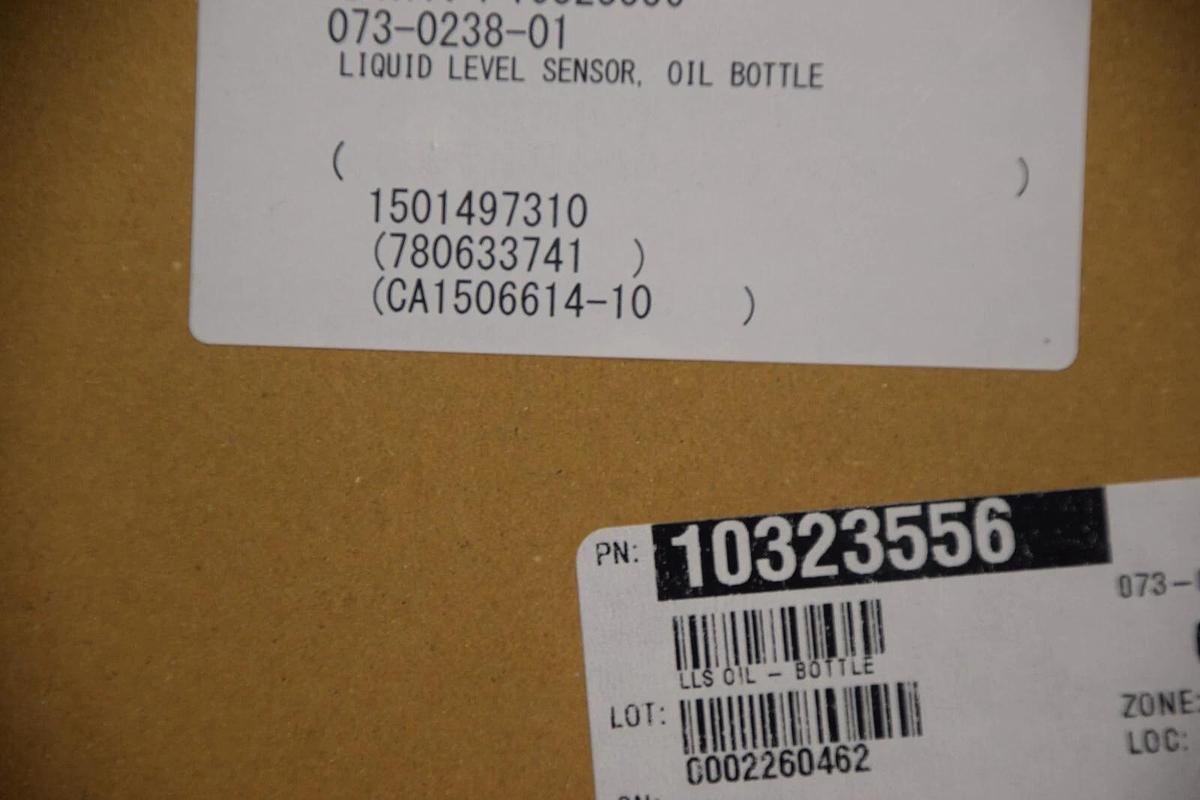 073-0238-01
LIQUID LEVEL SENSOR, OIL BOTTLE
( )
1501497310
(780633741 )
(CA1506614-10 )
PN: 10323556
073-
LLS OIL - BOTTLE
LOT:
C002260462
ZONE:
LOC: